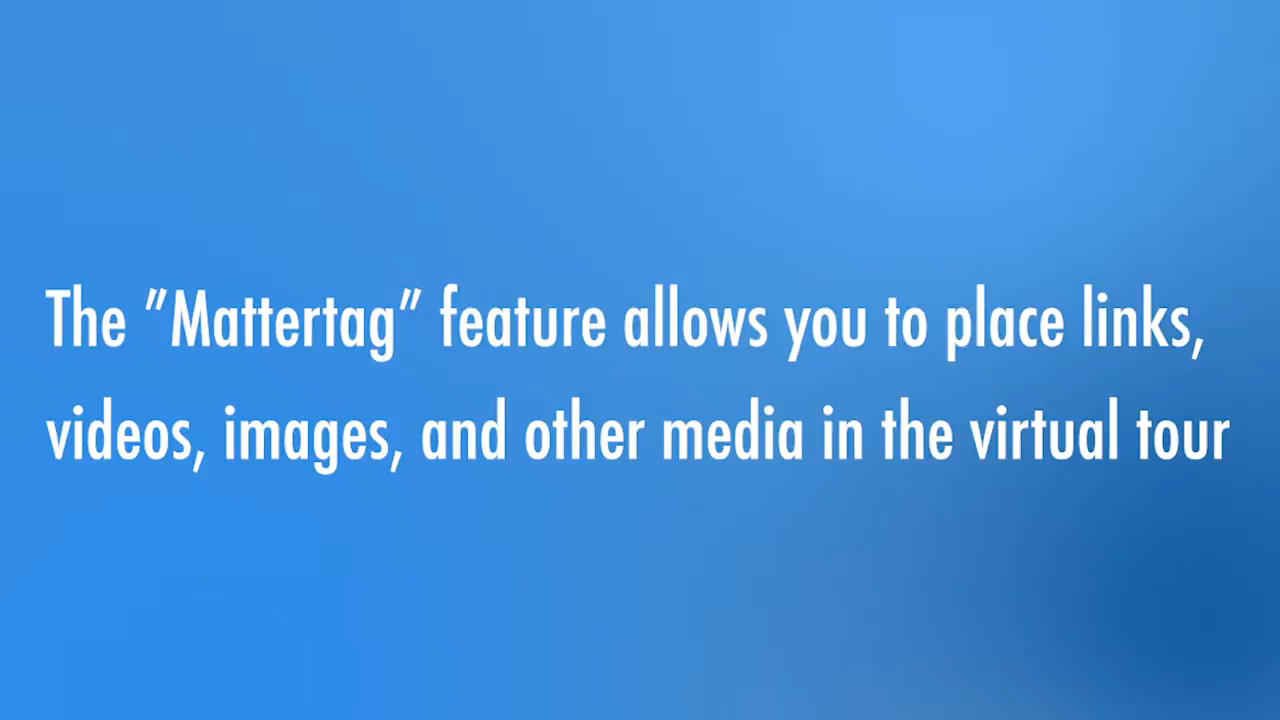 The ”Mattertag” feature allows you to place links,
videos, images, and other media in the virtual tour